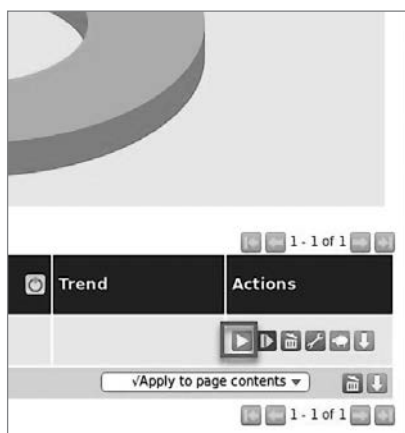 1 - 1 of 1
Trend Actions
√Apply to page contents
1 - 1 of 1